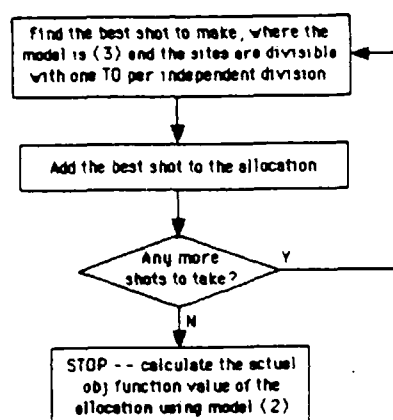 Find the best shot to make, where the
model is (3) and the sites are divisible
with one TO per independent division
Add the best shot to the allocation
Any more
shots to take?
Y
N
STOP -- calculate the actual
obj function value of the
allocation using model (2)